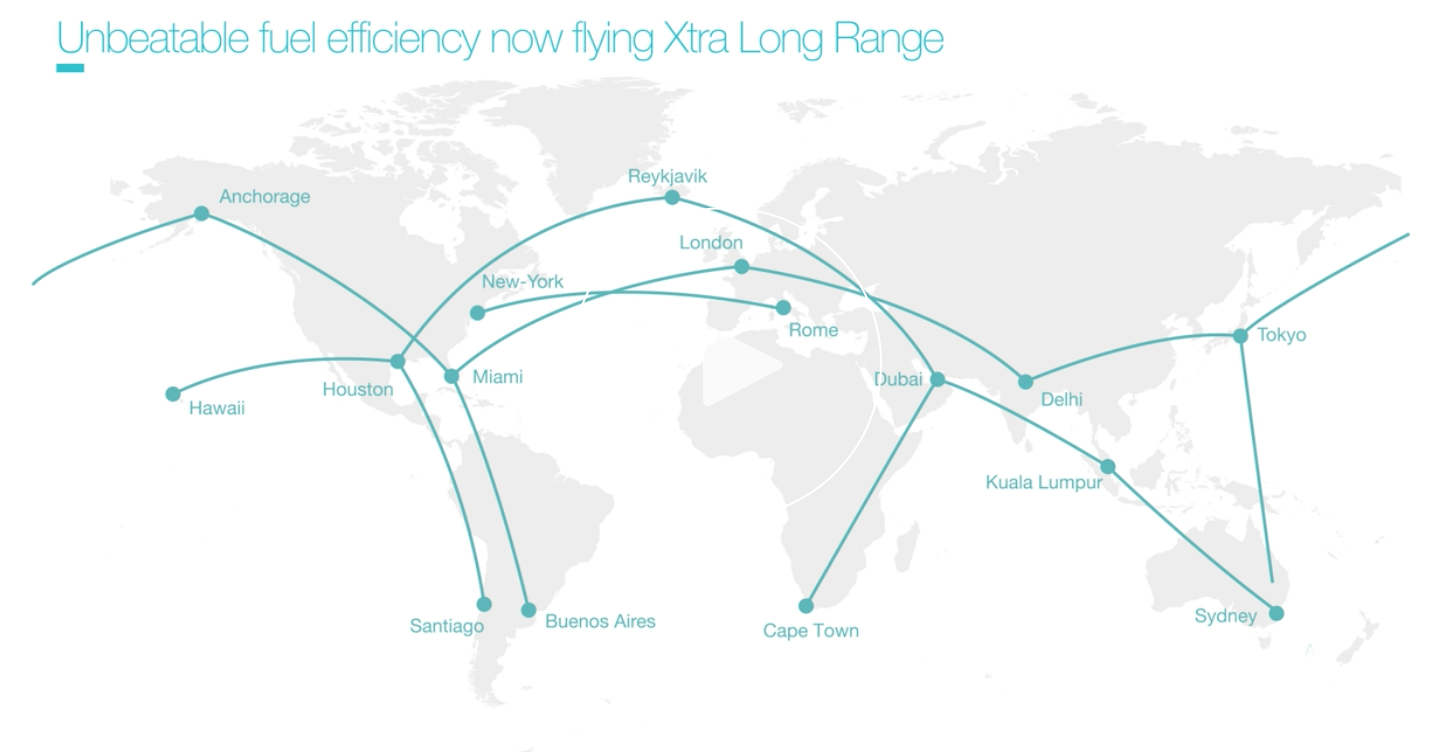 Unbeatable fuel efficiency now flying Xtra Long Range
Reykjavik
Anchorage
London
New-York
Rome
Tokyo
Miami
Dubai
Houston
Delhi
Hawaii
Kuala Lumpur
Sydney
Buenos Aires
Santiago
Cape Town